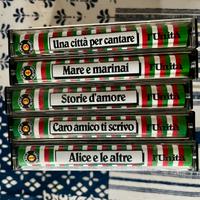 Una città per cantare
l'Unità
Mare e marinai
l'Unità
Storie d'amore
l'Unità
Caro amico ti scrivo
l'Unità
Alice e le altre
l'Unità